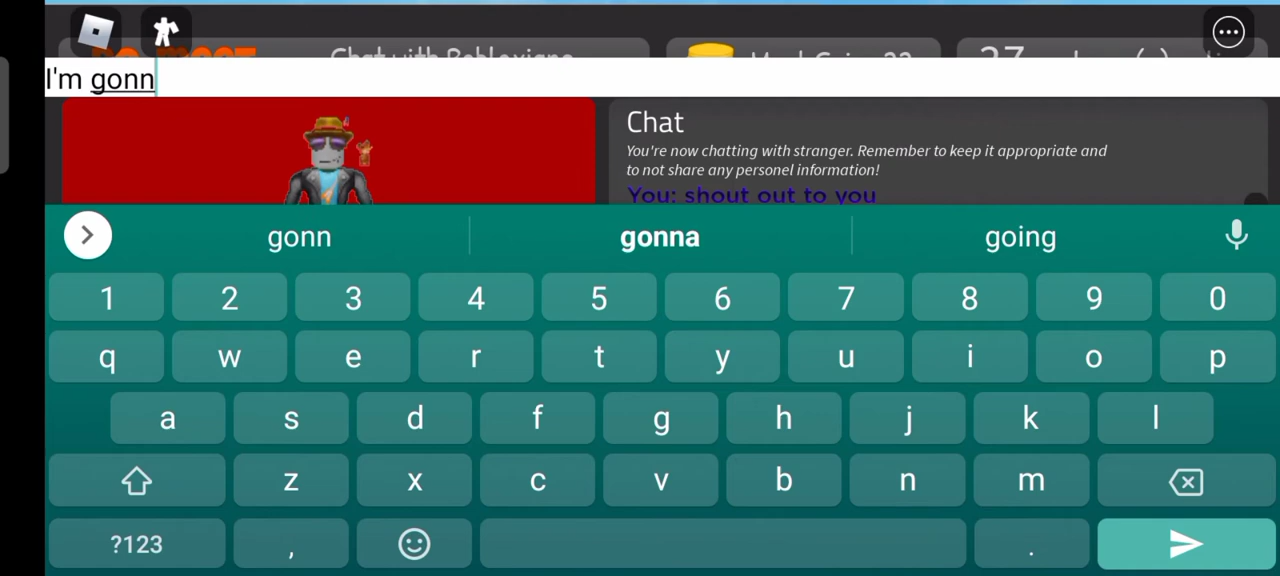 I'm gonn
Chat
You're now chatting with stranger. Remember to keep it appropriate and
to not share any personel information!
You: shout out to you
gonn gonna going
1 2 3 4 5 6 7 8 9 0
q w e r t y u i o p
a s d f g h j k l
z x c v b n m
?123 , .